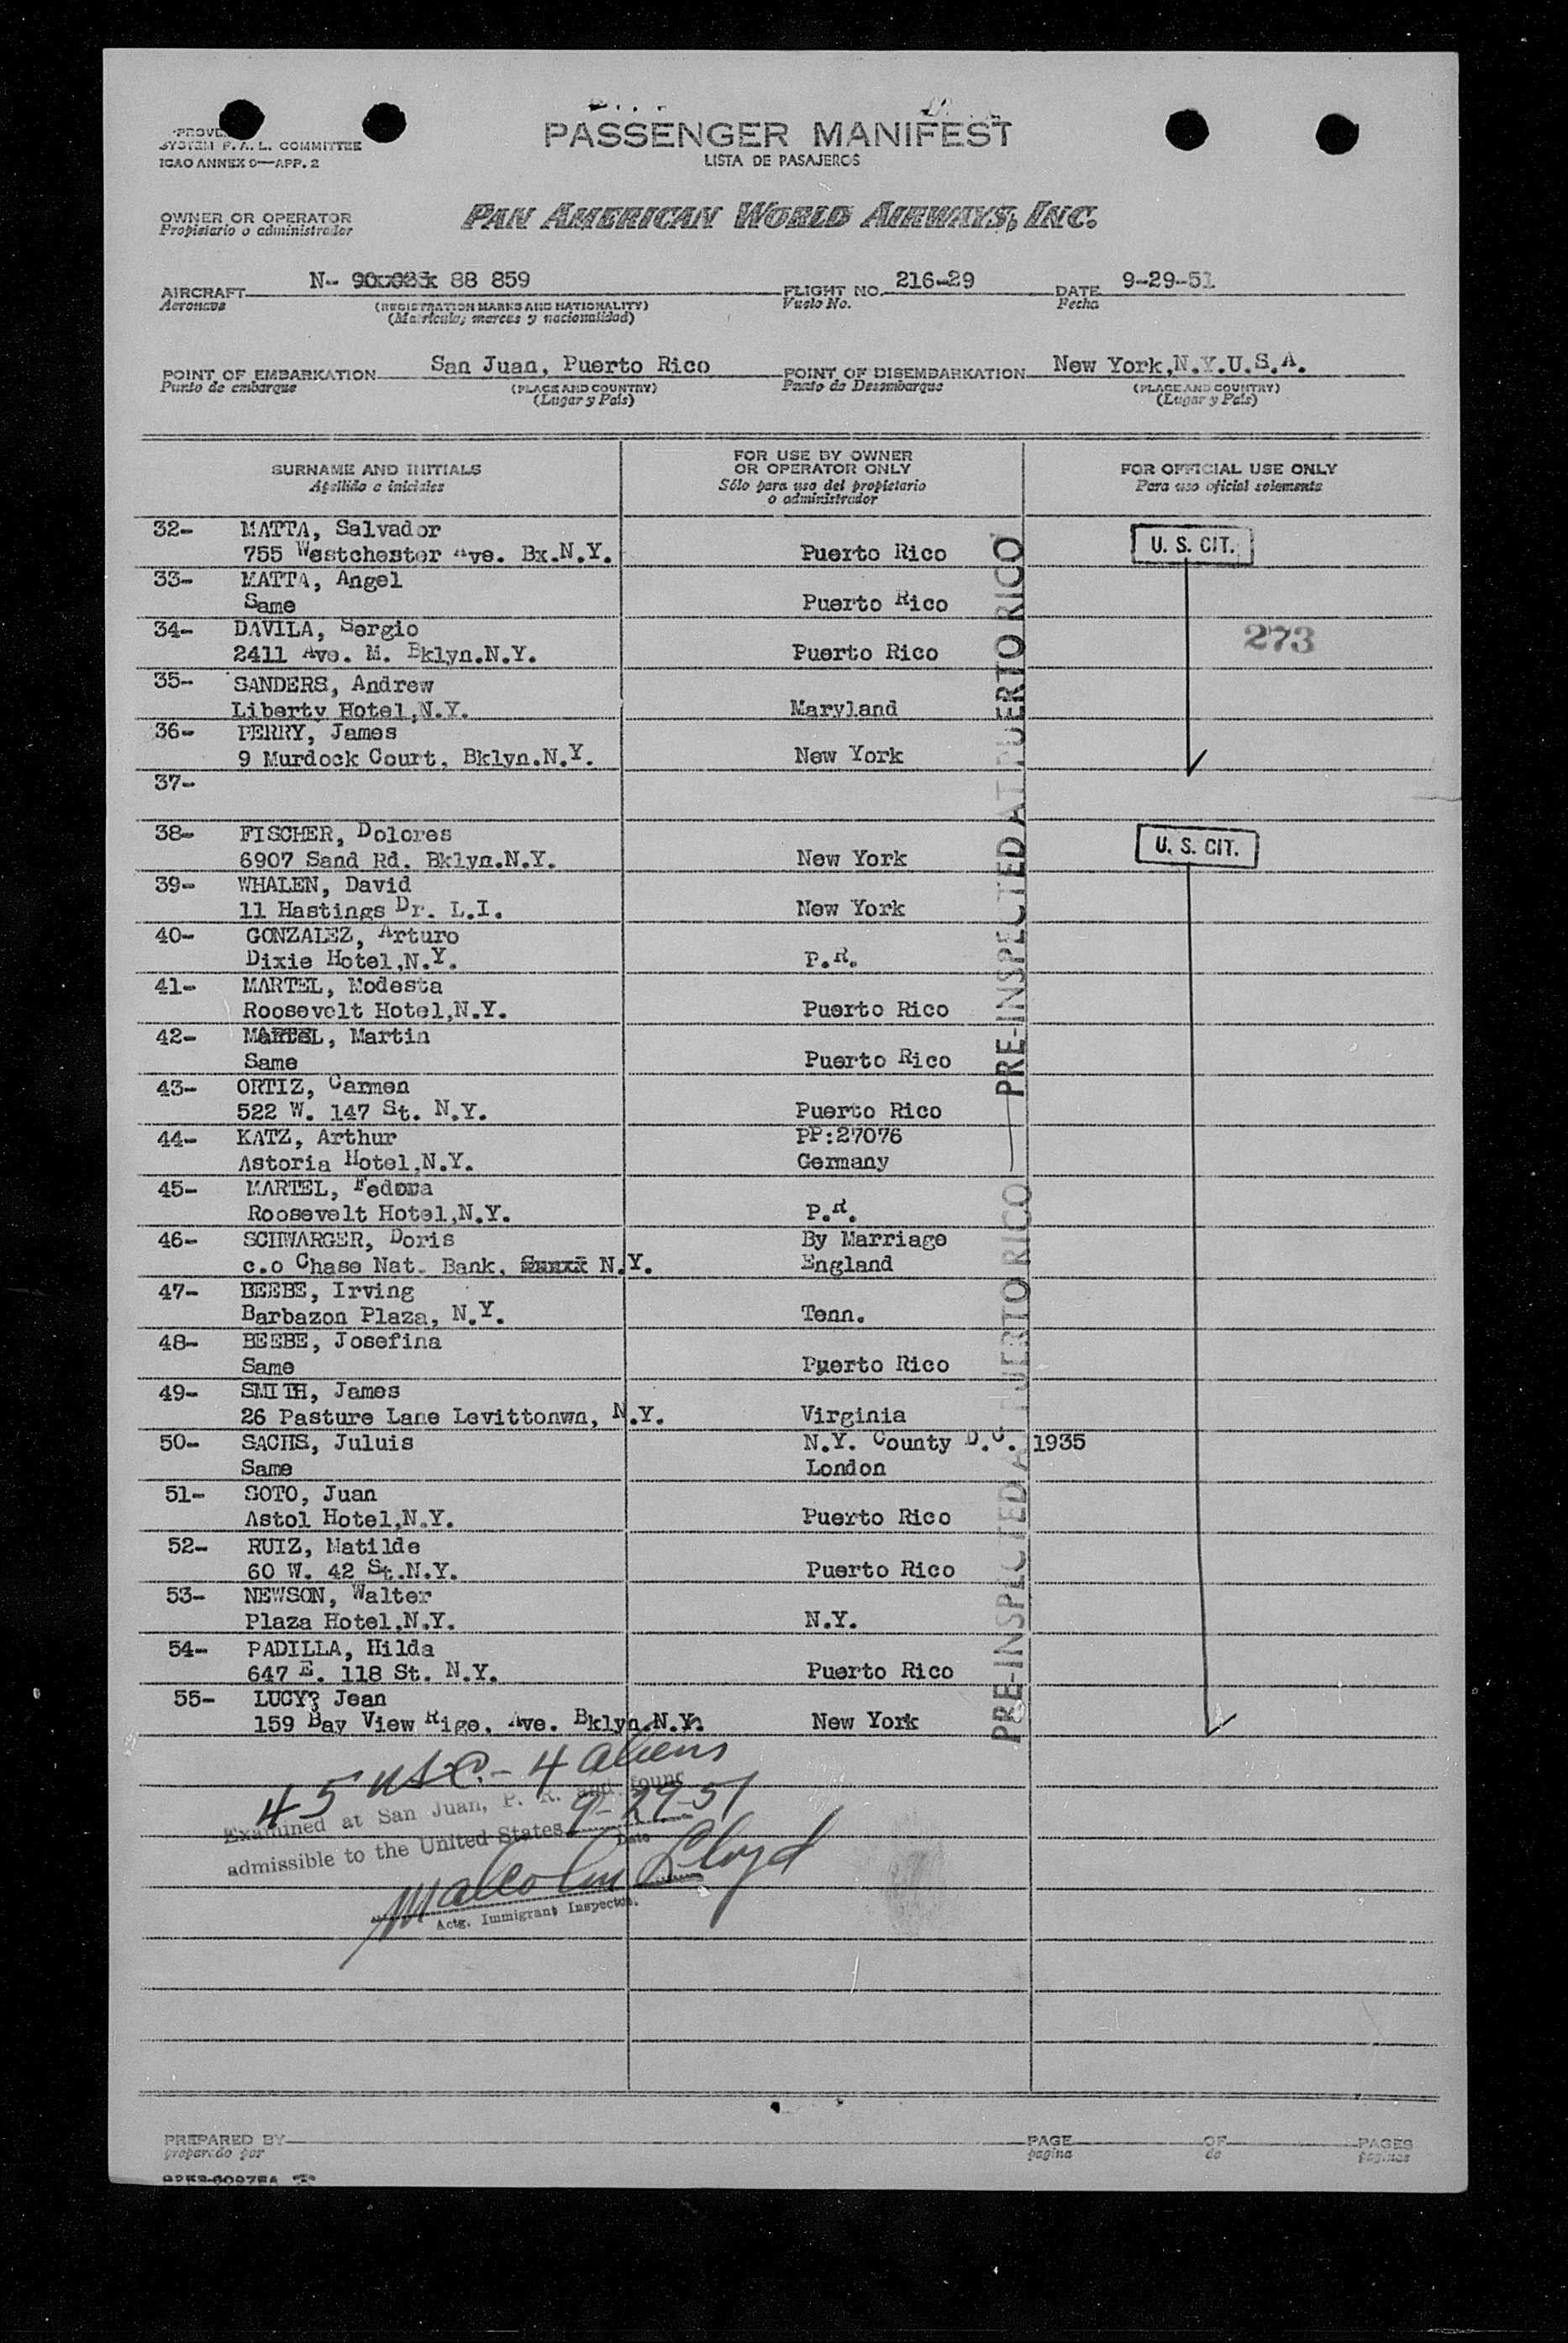 SYSTEM F.A.L. COMMITTEE
ICAO ANNEX 9—APP. 2
PASSENGER MANIFEST
LISTA DE PASAJEROS
OWNER OR OPERATOR
Propietario o administrador
PAN AMERICAN WORLD AIRWAYS, INC.
AIRCRAFT N- 88 859 FLIGHT NO. 216-29 DATE 9-29-51
Aeronave (REGISTRATION MARKS AND NATIONALITY) Vuelo No. Fecha
(Matrícula, marcas y nacionalidad)
POINT OF EMBARKATION San Juan, Puerto Rico POINT OF DISEMBARKATION New York,N.Y.U.S.A.
Punto de embarque (PLACE AND COUNTRY) Punto de Desembarque (PLACE AND COUNTRY)
(Lugar y País) (Lugar y País)
SURNAME AND INITIALS
Apellido e iniciales
FOR USE BY OWNER
OR OPERATOR ONLY
Sólo para uso del propietario
o administrador
FOR OFFICIAL USE ONLY
Para uso oficial solamente
32- MATTA, Salvador
755 Westchester Ave. Bx.N.Y. Puerto Rico U. S. CIT.
33- MATTA, Angel
Same Puerto Rico
34- DAVILA, Sergio 273
2411 Ave. M. Bklyn.N.Y. Puerto Rico
35- SANDERS, Andrew
Liberty Hotel,N.Y. Maryland
36- PERRY, James
9 Murdock Court, Bklyn.N.Y. New York
37-
38- FISCHER, Dolores U. S. CIT.
6907 Sand Rd. Bklyn.N.Y. New York
39- WHALEN, David
11 Hastings Dr. L.I. New York
40- GONZALEZ, Arturo
Dixie Hotel,N.Y. P.R.
41- MARTEL, Modesta
Roosevelt Hotel,N.Y. Puerto Rico
42- MARTEL, Martin
Same Puerto Rico
43- ORTIZ, Carmen
522 W. 147 St. N.Y. Puerto Rico
44- KATZ, Arthur PP:27076
Astoria Hotel,N.Y. Germany
45- MARTEL, Fedora
Roosevelt Hotel,N.Y. P.R.
46- SCHWARGER, Doris By Marriage
c.o Chase Nat. Bank, N.Y. England
47- BEEBE, Irving
Barbazon Plaza, N.Y. Tenn.
48- BEEBE, Josefina
Same Puerto Rico
49- SMITH, James
26 Pasture Lane Levittonwn, N.Y. Virginia
50- SACHS, Juluis N.Y. County D.C. 1935
Same London
51- SOTO, Juan
Astol Hotel,N.Y. Puerto Rico
52- RUIZ, Matilde
60 W. 42 St.N.Y. Puerto Rico
53- NEWSON, Walter
Plaza Hotel,N.Y. N.Y.
54- PADILLA, Hilda
647 E. 118 St. N.Y. Puerto Rico
55- LUCY? Jean
159 Bay View Rige. Ave. Bklyn.N.Y. New York
PRE-INSPECTED AT PUERTO RICO
PRE-INSPECTED AT PUERTO RICO
45 USC - 4 aliens
Examined at San Juan, P. R. and found
admissible to the United States 9-29-51
Date
Malcolm Lloyd
Actg. Immigrant Inspector.
PREPARED BY PAGE OF PAGES
preparado por pagina de paginas